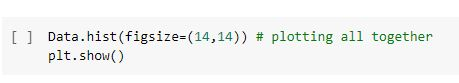 [ ] Data.hist(figsize=(14,14)) # plotting all together
plt.show()